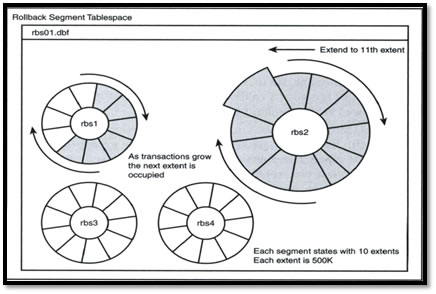 Rollback Segment Tablespace
rbs01.dbf
Extend to 11th extent
rbs1
rbs2
As transactions grow
the next extent is
occupied
rbs3
rbs4
Each segment states with 10 extents
Each extent is 500K